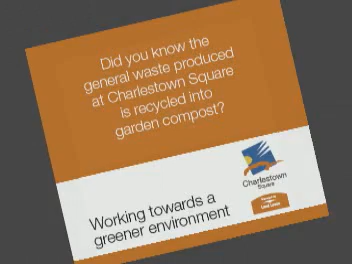 Did you know the
general waste produced
at Charlestown Square
is recycled into
garden compost?
Charlestown
Square
Working towards a
greener environment